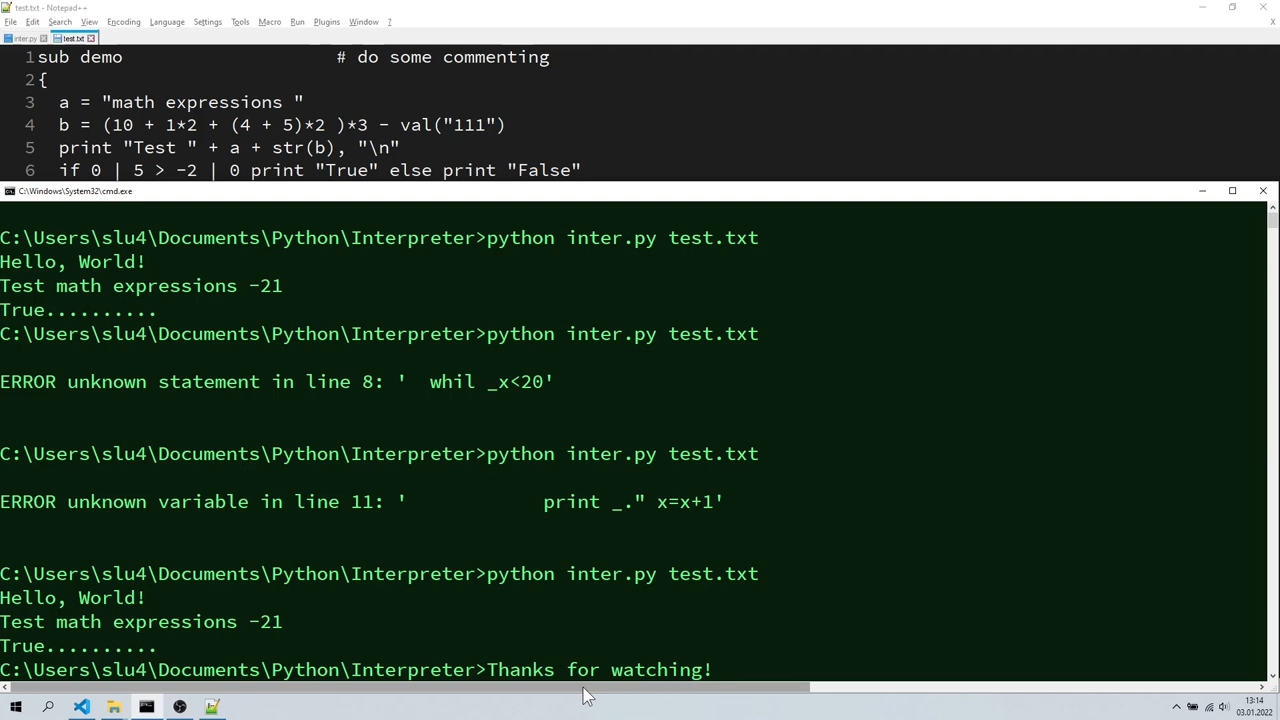 test.txt - Notepad++
File Edit Search View Encoding Language Settings Tools Macro Run Plugins Window ? X
inter.py test.txt
1 sub demo # do some commenting
2 {
3 a = "math expressions "
4 b = (10 + 1*2 + (4 + 5)*2 )*3 - val("111")
5 print "Test " + a + str(b), "\n"
6 if 0 | 5 > -2 | 0 print "True" else print "False"
C:\Windows\System32\cmd.exe
C:\Users\slu4\Documents\Python\Interpreter>python inter.py test.txt
Hello, World!
Test math expressions -21
True..........
C:\Users\slu4\Documents\Python\Interpreter>python inter.py test.txt
ERROR unknown statement in line 8: '  whil _x<20'
C:\Users\slu4\Documents\Python\Interpreter>python inter.py test.txt
ERROR unknown variable in line 11: '            print _." x=x+1'
C:\Users\slu4\Documents\Python\Interpreter>python inter.py test.txt
Hello, World!
Test math expressions -21
True..........
C:\Users\slu4\Documents\Python\Interpreter>Thanks for watching!
13:14
03.01.2022